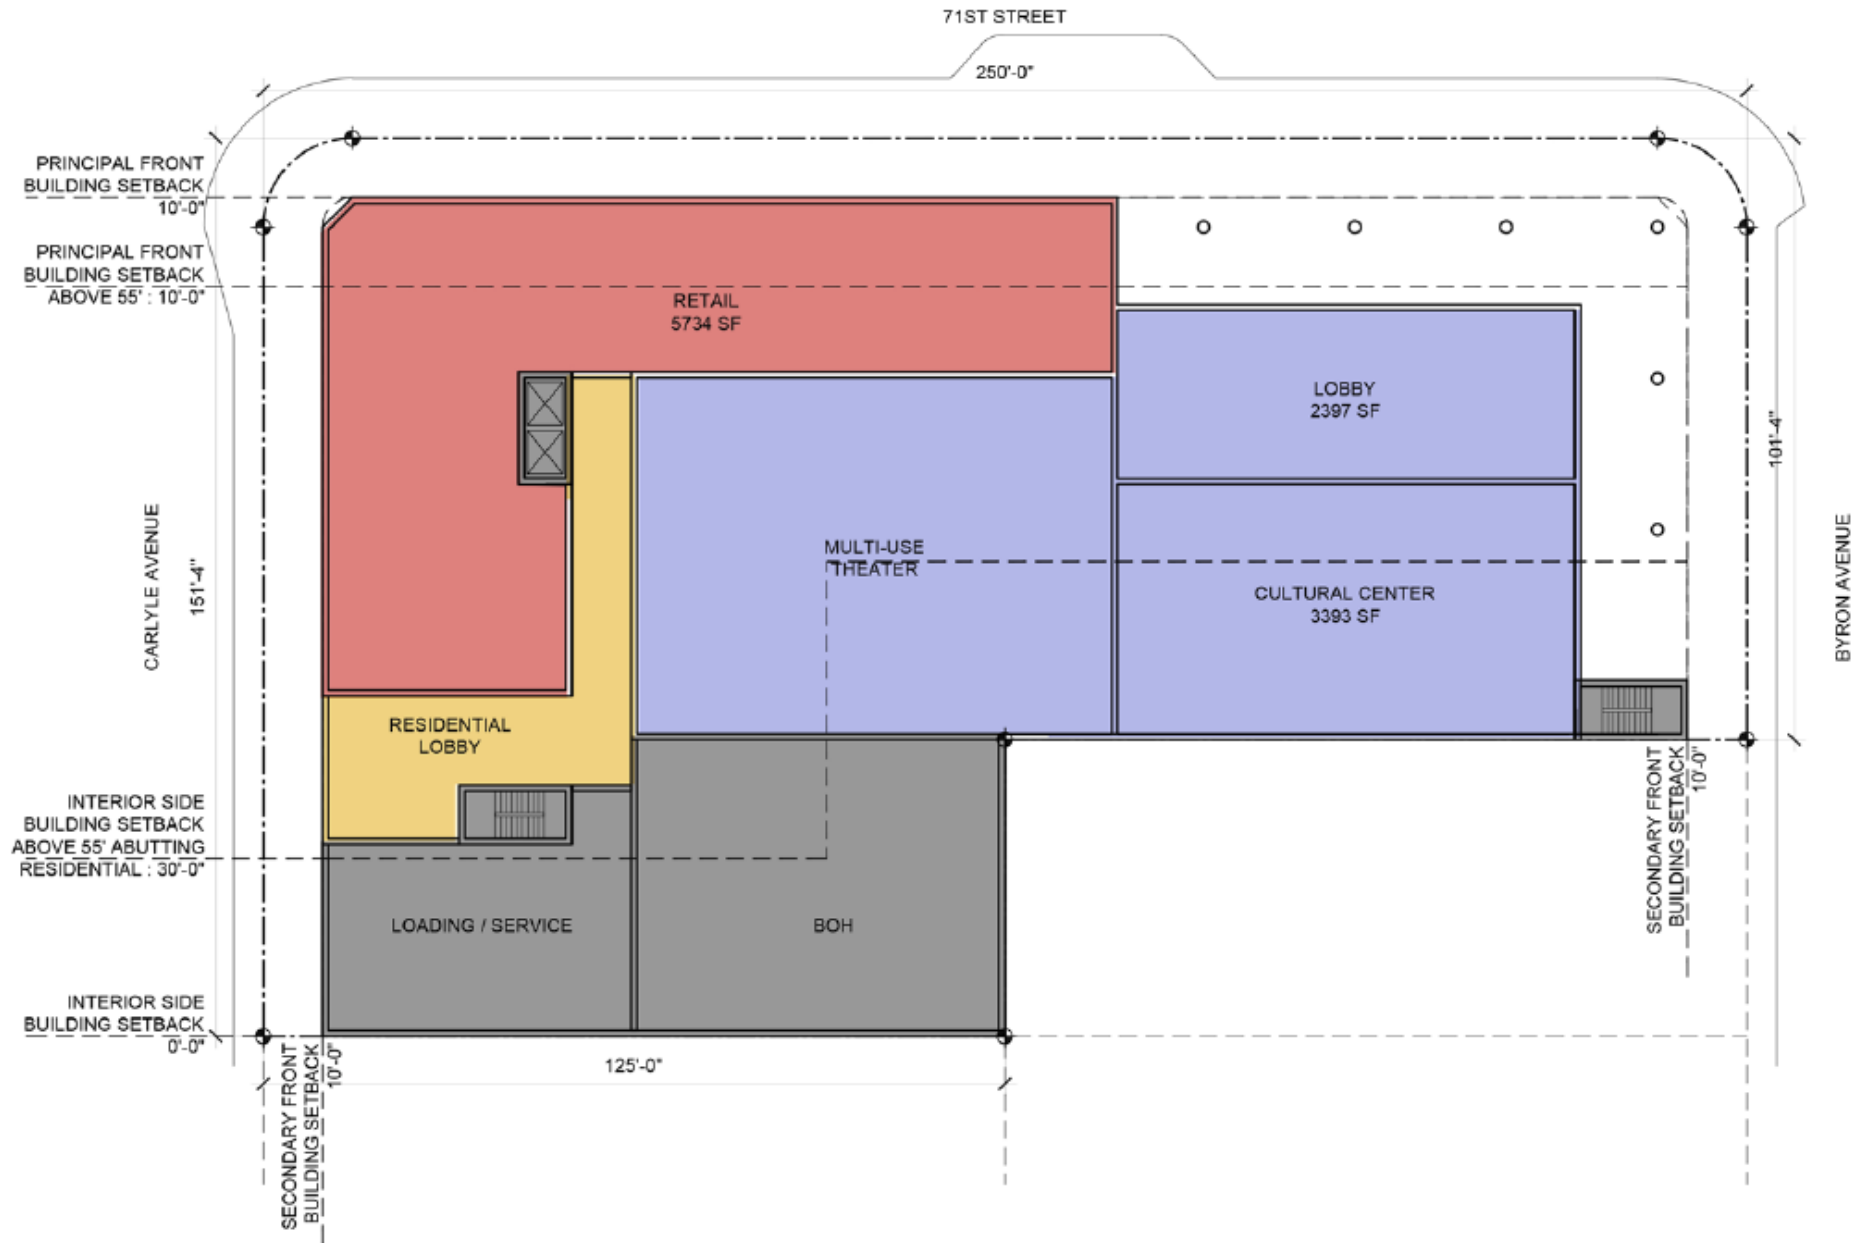 71ST STREET
250'-0"
PRINCIPAL FRONT
BUILDING SETBACK
10'-0"
PRINCIPAL FRONT
BUILDING SETBACK
ABOVE 55' : 10'-0"
RETAIL
5734 SF
LOBBY
2397 SF
101'-4"
CARLYLE AVENUE
151'-4"
MULTI-USE
THEATER
CULTURAL CENTER
3393 SF
BYRON AVENUE
RESIDENTIAL
LOBBY
INTERIOR SIDE
BUILDING SETBACK
ABOVE 55' ABUTTING
RESIDENTIAL : 30'-0"
SECONDARY FRONT
BUILDING SETBACK
10'-0"
LOADING / SERVICE
BOH
INTERIOR SIDE
BUILDING SETBACK
0'-0"
SECONDARY FRONT
BUILDING SETBACK
10'-0"
125'-0"